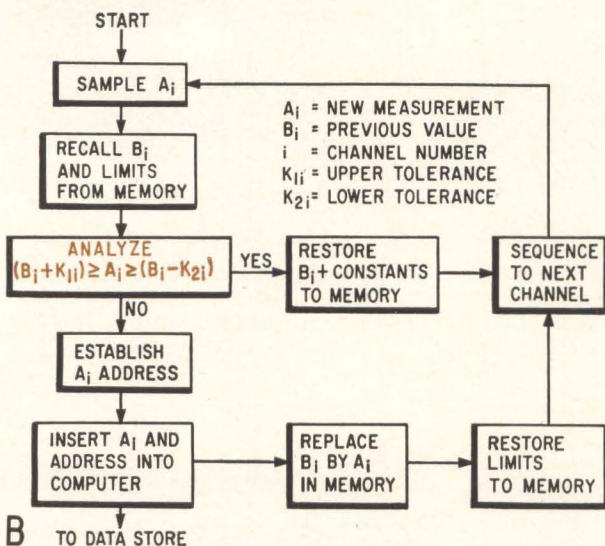 START
SAMPLE Ai
Ai = NEW MEASUREMENT
Bi = PREVIOUS VALUE
i = CHANNEL NUMBER
K1i = UPPER TOLERANCE
K2i = LOWER TOLERANCE
RECALL Bi
AND LIMITS
FROM MEMORY
ANALYZE
(Bi+K1i) ≥ Ai ≥ (Bi-K2i)
YES
RESTORE
Bi + CONSTANTS
TO MEMORY
SEQUENCE
TO NEXT
CHANNEL
NO
ESTABLISH
Ai ADDRESS
INSERT Ai AND
ADDRESS INTO
COMPUTER
REPLACE
Bi BY Ai
IN MEMORY
RESTORE
LIMITS
TO MEMORY
B
TO DATA STORE